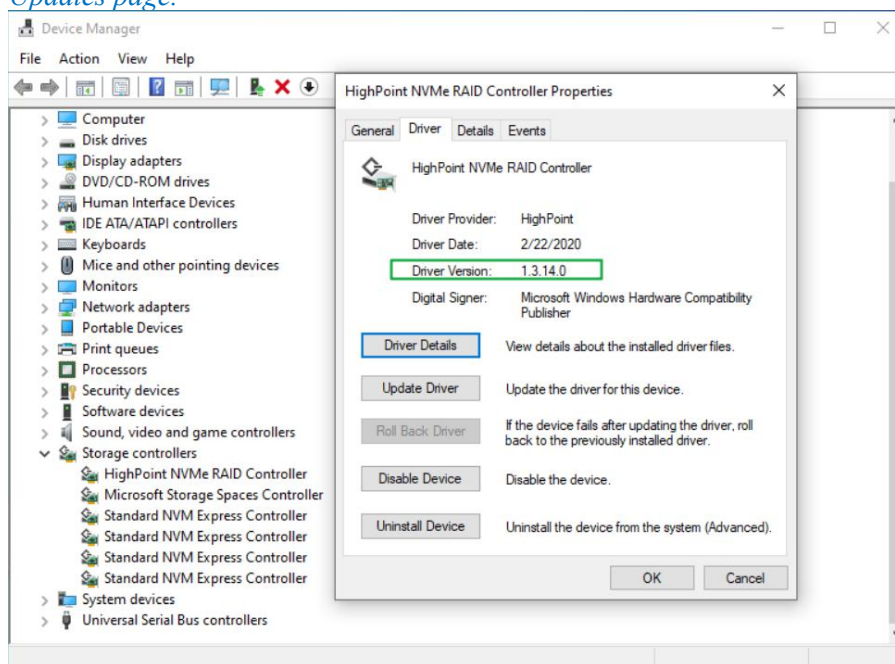 Updates page.
Device Manager
File Action View Help
Computer
Disk drives
Display adapters
DVD/CD-ROM drives
Human Interface Devices
IDE ATA/ATAPI controllers
Keyboards
Mice and other pointing devices
Monitors
Network adapters
Portable Devices
Print queues
Processors
Security devices
Software devices
Sound, video and game controllers
Storage controllers
HighPoint NVMe RAID Controller
Microsoft Storage Spaces Controller
Standard NVM Express Controller
Standard NVM Express Controller
Standard NVM Express Controller
Standard NVM Express Controller
System devices
Universal Serial Bus controllers
HighPoint NVMe RAID Controller Properties
General Driver Details Events
HighPoint NVMe RAID Controller
Driver Provider: HighPoint
Driver Date: 2/22/2020
Driver Version: 1.3.14.0
Digital Signer: Microsoft Windows Hardware Compatibility
Publisher
Driver Details View details about the installed driver files.
Update Driver Update the driver for this device.
Roll Back Driver If the device fails after updating the driver, roll
back to the previously installed driver.
Disable Device Disable the device.
Uninstall Device Uninstall the device from the system (Advanced).
OK Cancel